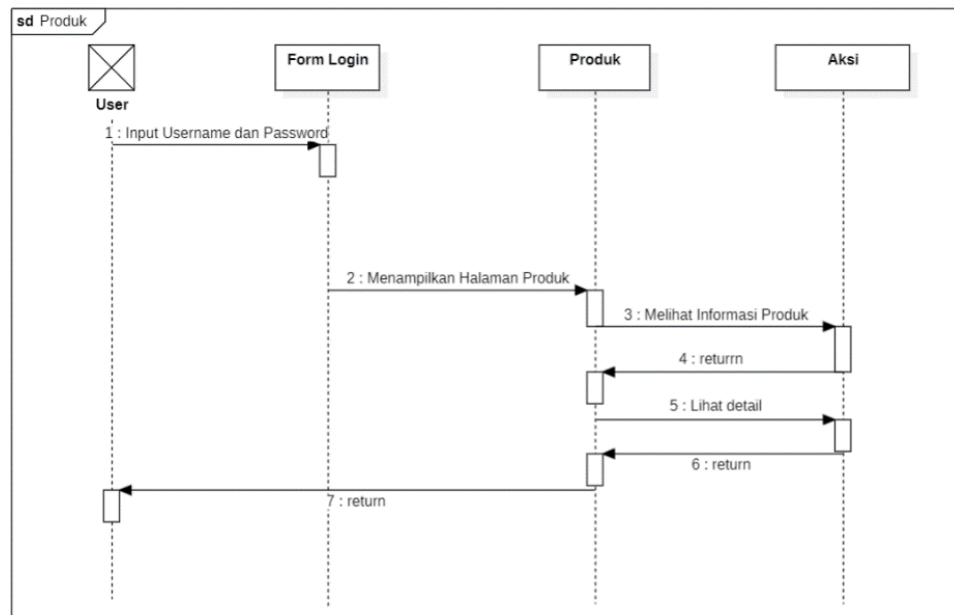 sd Produk
Form Login
Produk
Aksi
User
1 : Input Username dan Password
2 : Menampilkan Halaman Produk
3 : Melihat Informasi Produk
4 : returrn
5 : Lihat detail
6 : return
7 : return